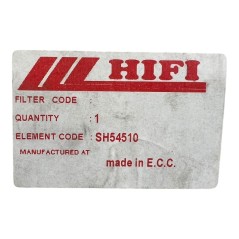 HIFI
FILTER CODE
QUANTITY : 1
ELEMENT CODE : SH54510
MANUFACTURED AT
made in E.C.C.